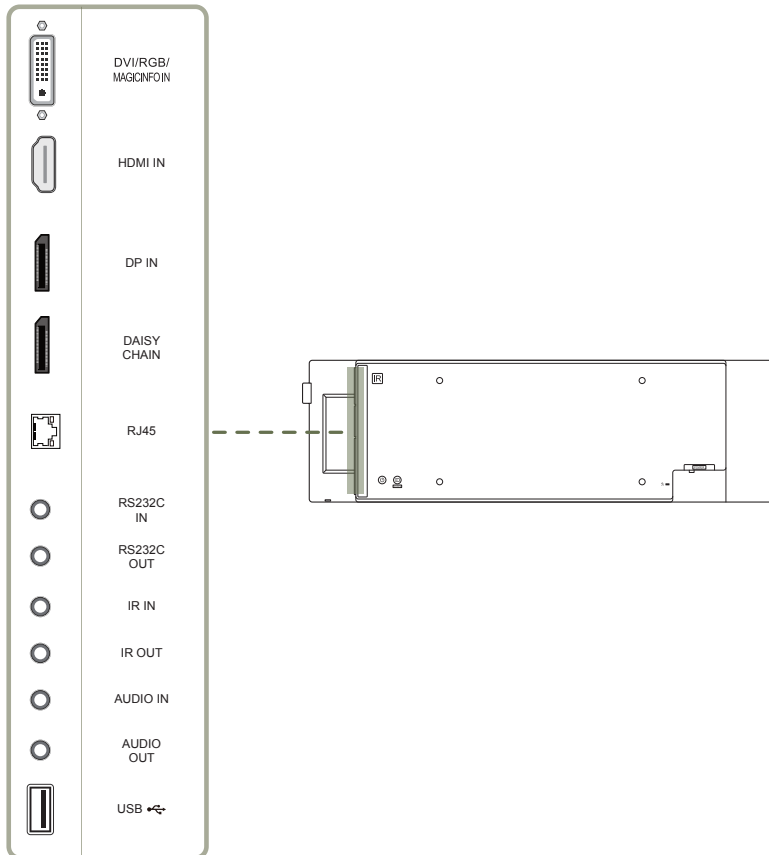 DVI/RGB/
MAGICINFO IN
HDMI IN
DP IN
DAISY
CHAIN
RJ45
RS232C
IN
RS232C
OUT
IR IN
IR OUT
AUDIO IN
AUDIO
OUT
USB
IR